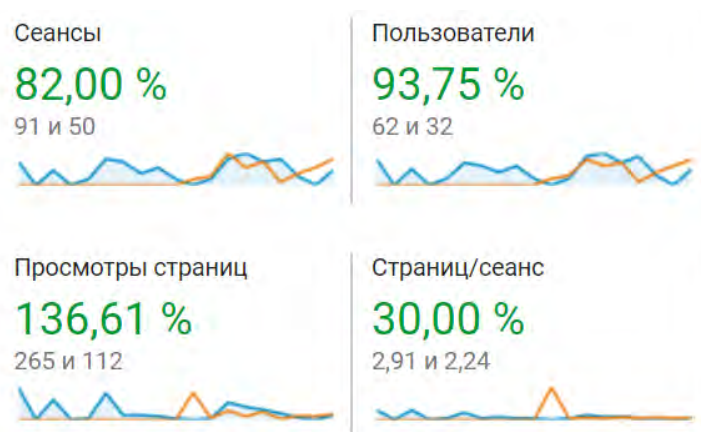 Сеансы
82,00 %
91 и 50
Пользователи
93,75 %
62 и 32
Просмотры страниц
136,61 %
265 и 112
Страниц/сеанс
30,00 %
2,91 и 2,24